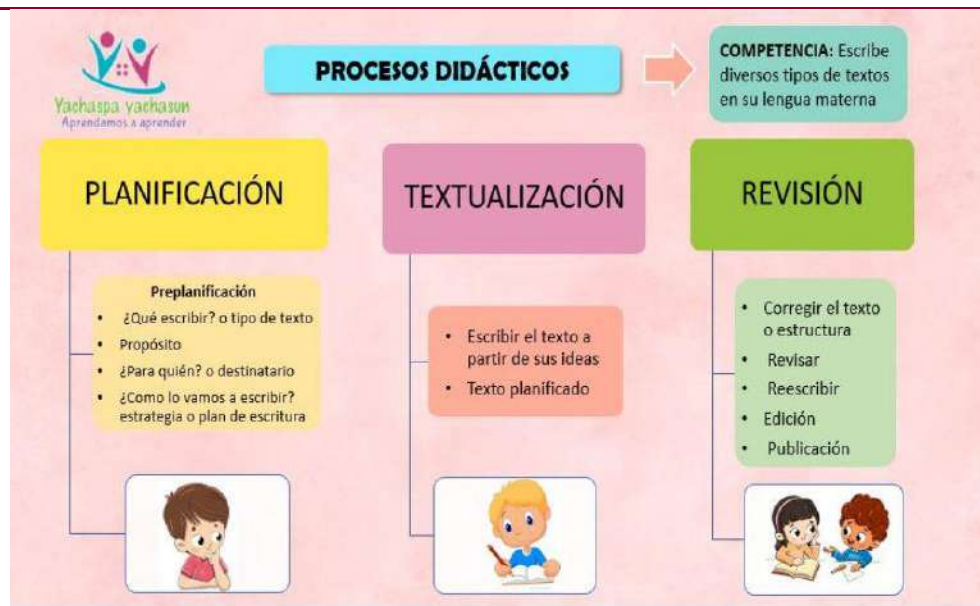 Yachaspa yachasun
Aprendamos a aprender
PROCESOS DIDÁCTICOS
COMPETENCIA: Escribe
diversos tipos de textos
en su lengua materna
PLANIFICACIÓN
Preplanificación
• ¿Qué escribir? o tipo de texto
• Propósito
• ¿Para quién? o destinatario
• ¿Como lo vamos a escribir?
estrategia o plan de escritura
TEXTUALIZACIÓN
• Escribir el texto a
partir de sus ideas
• Texto planificado
REVISIÓN
• Corregir el texto
o estructura
• Revisar
• Reescribir
• Edición
• Publicación